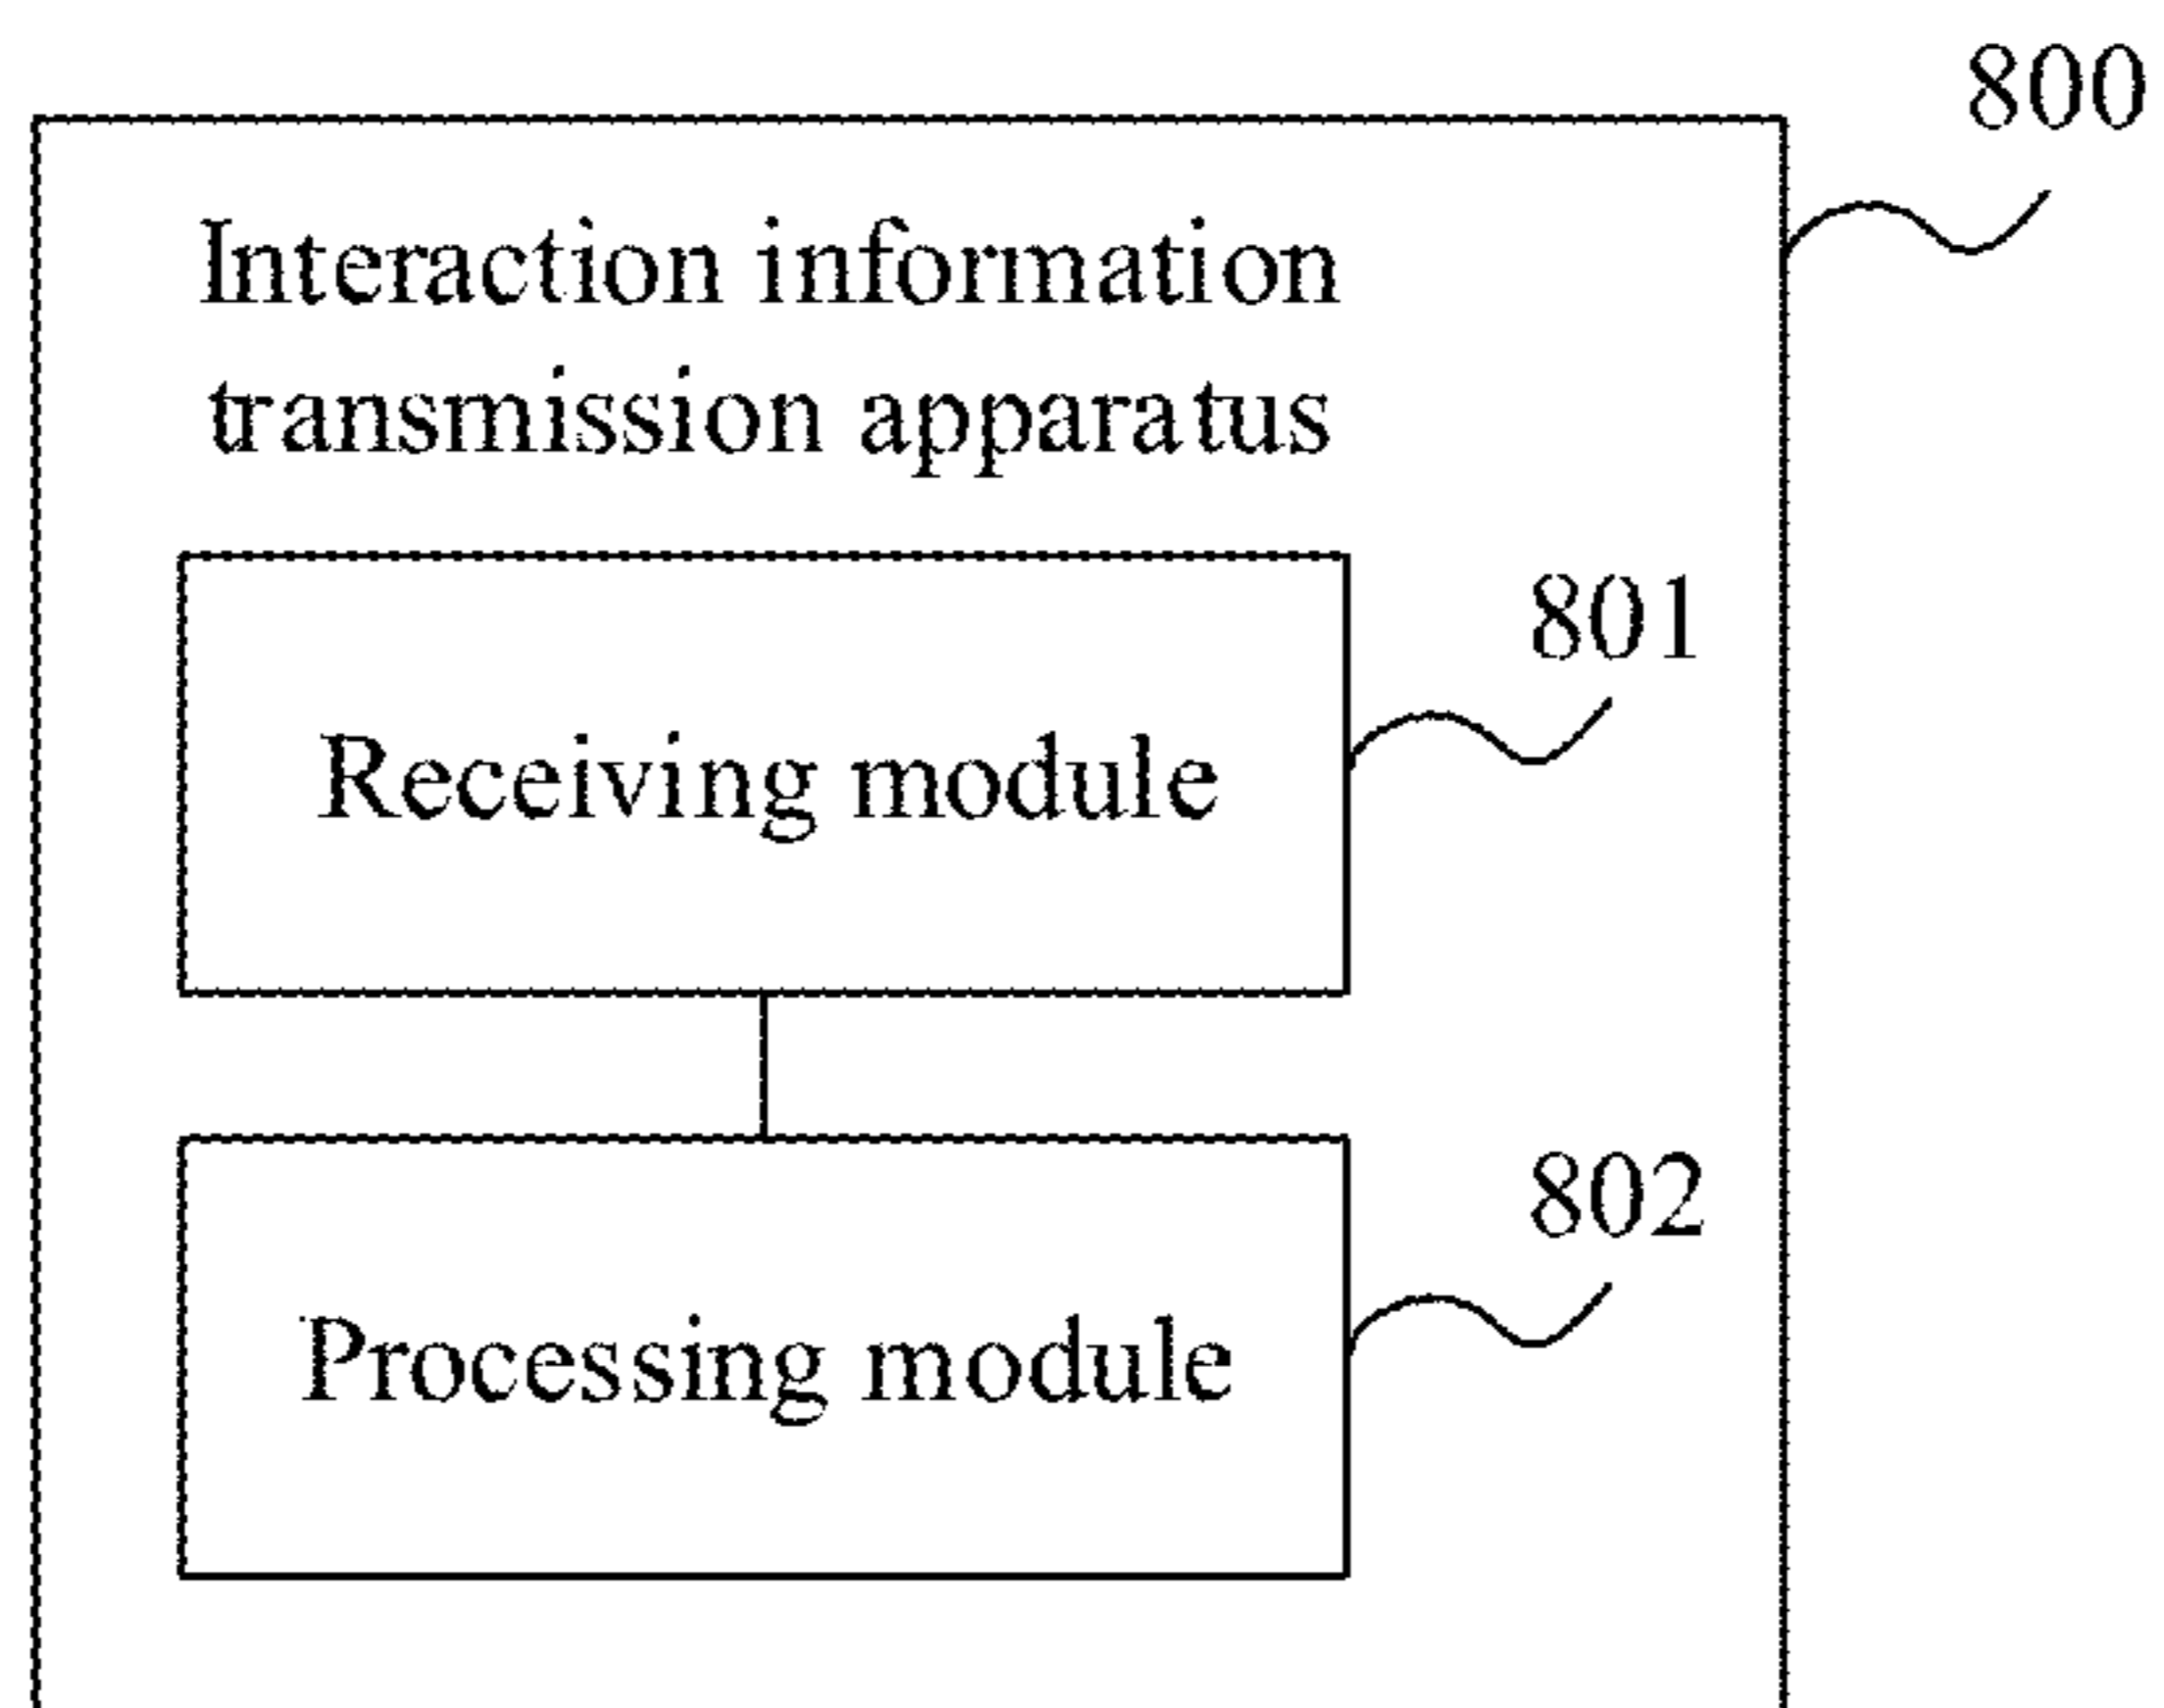 800
Interaction information
transmission apparatus
801
Receiving module
802
Processing module